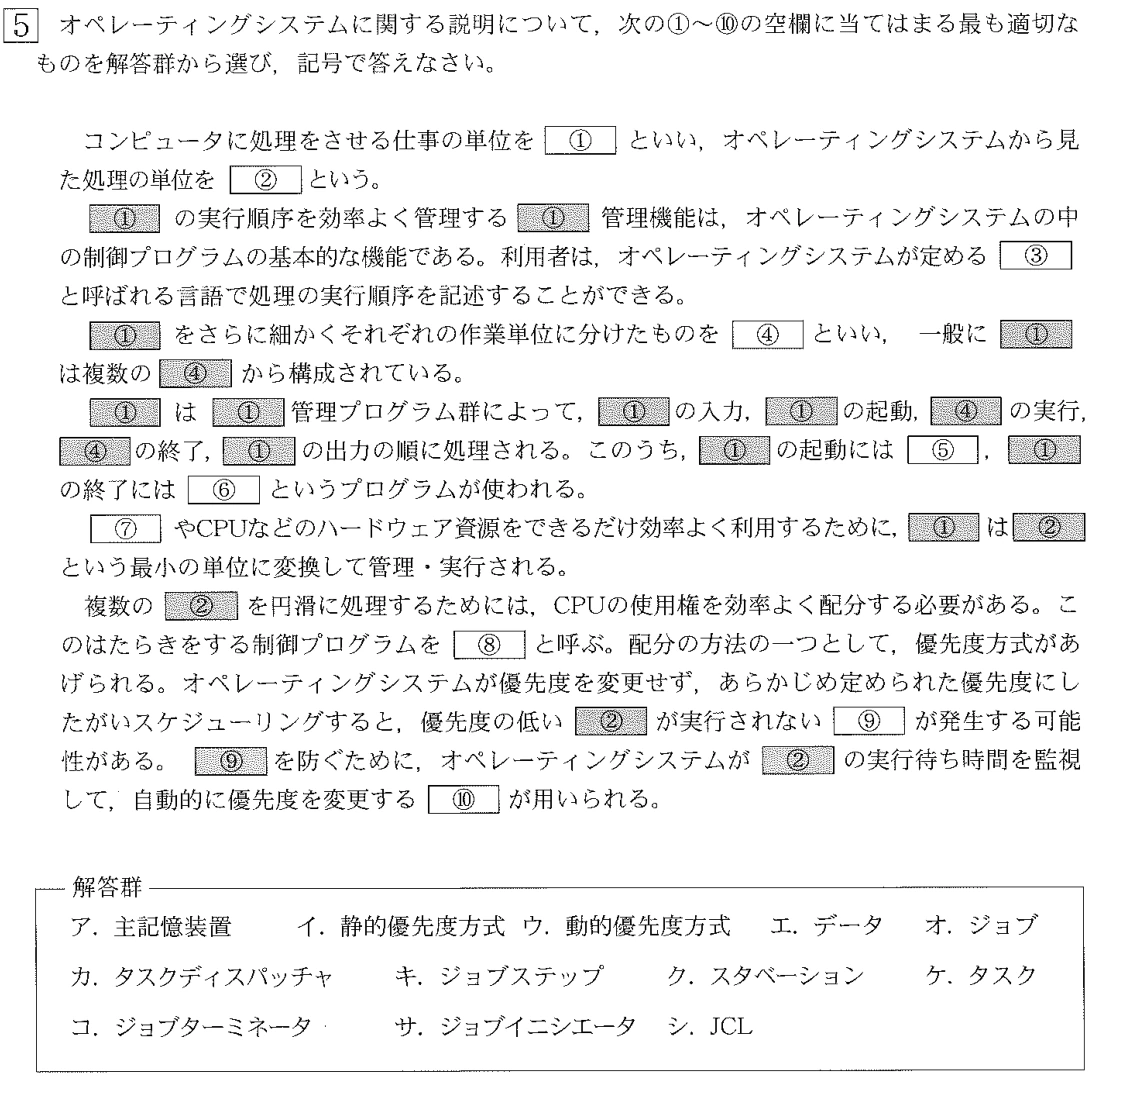 5 オペレーティングシステムに関する説明について，次の①～⑩の空欄に当てはまる最も適切な
ものを解答群から選び，記号で答えなさい。
コンピュータに処理をさせる仕事の単位を ① といい，オペレーティングシステムから見
た処理の単位を ② という。
① の実行順序を効率よく管理する ① 管理機能は，オペレーティングシステムの中
の制御プログラムの基本的な機能である。利用者は，オペレーティングシステムが定める ③
と呼ばれる言語で処理の実行順序を記述することができる。
① をさらに細かくそれぞれの作業単位に分けたものを ④ といい， 一般に ①
は複数の ④ から構成されている。
① は ① 管理プログラム群によって，① の入力，① の起動，④ の実行，
④ の終了，① の出力の順に処理される。このうち，① の起動には ⑤ ，①
の終了には ⑥ というプログラムが使われる。
⑦ やCPUなどのハードウェア資源をできるだけ効率よく利用するために，① は ②
という最小の単位に変換して管理・実行される。
複数の ② を円滑に処理するためには，CPUの使用権を効率よく配分する必要がある。こ
のはたらきをする制御プログラムを ⑧ と呼ぶ。配分の方法の一つとして，優先度方式があ
げられる。オペレーティングシステムが優先度を変更せず，あらかじめ定められた優先度にし
たがいスケジューリングすると，優先度の低い ② が実行されない ⑨ が発生する可能
性がある。 ⑨ を防ぐために，オペレーティングシステムが ② の実行待ち時間を監視
して，自動的に優先度を変更する ⑩ が用いられる。
解答群
ア．主記憶装置 イ．静的優先度方式 ウ．動的優先度方式 エ．データ オ．ジョブ
カ．タスクディスパッチャ キ．ジョブステップ ク．スタベーション ケ．タスク
コ．ジョブターミネータ サ．ジョブイニシエータ シ．JCL